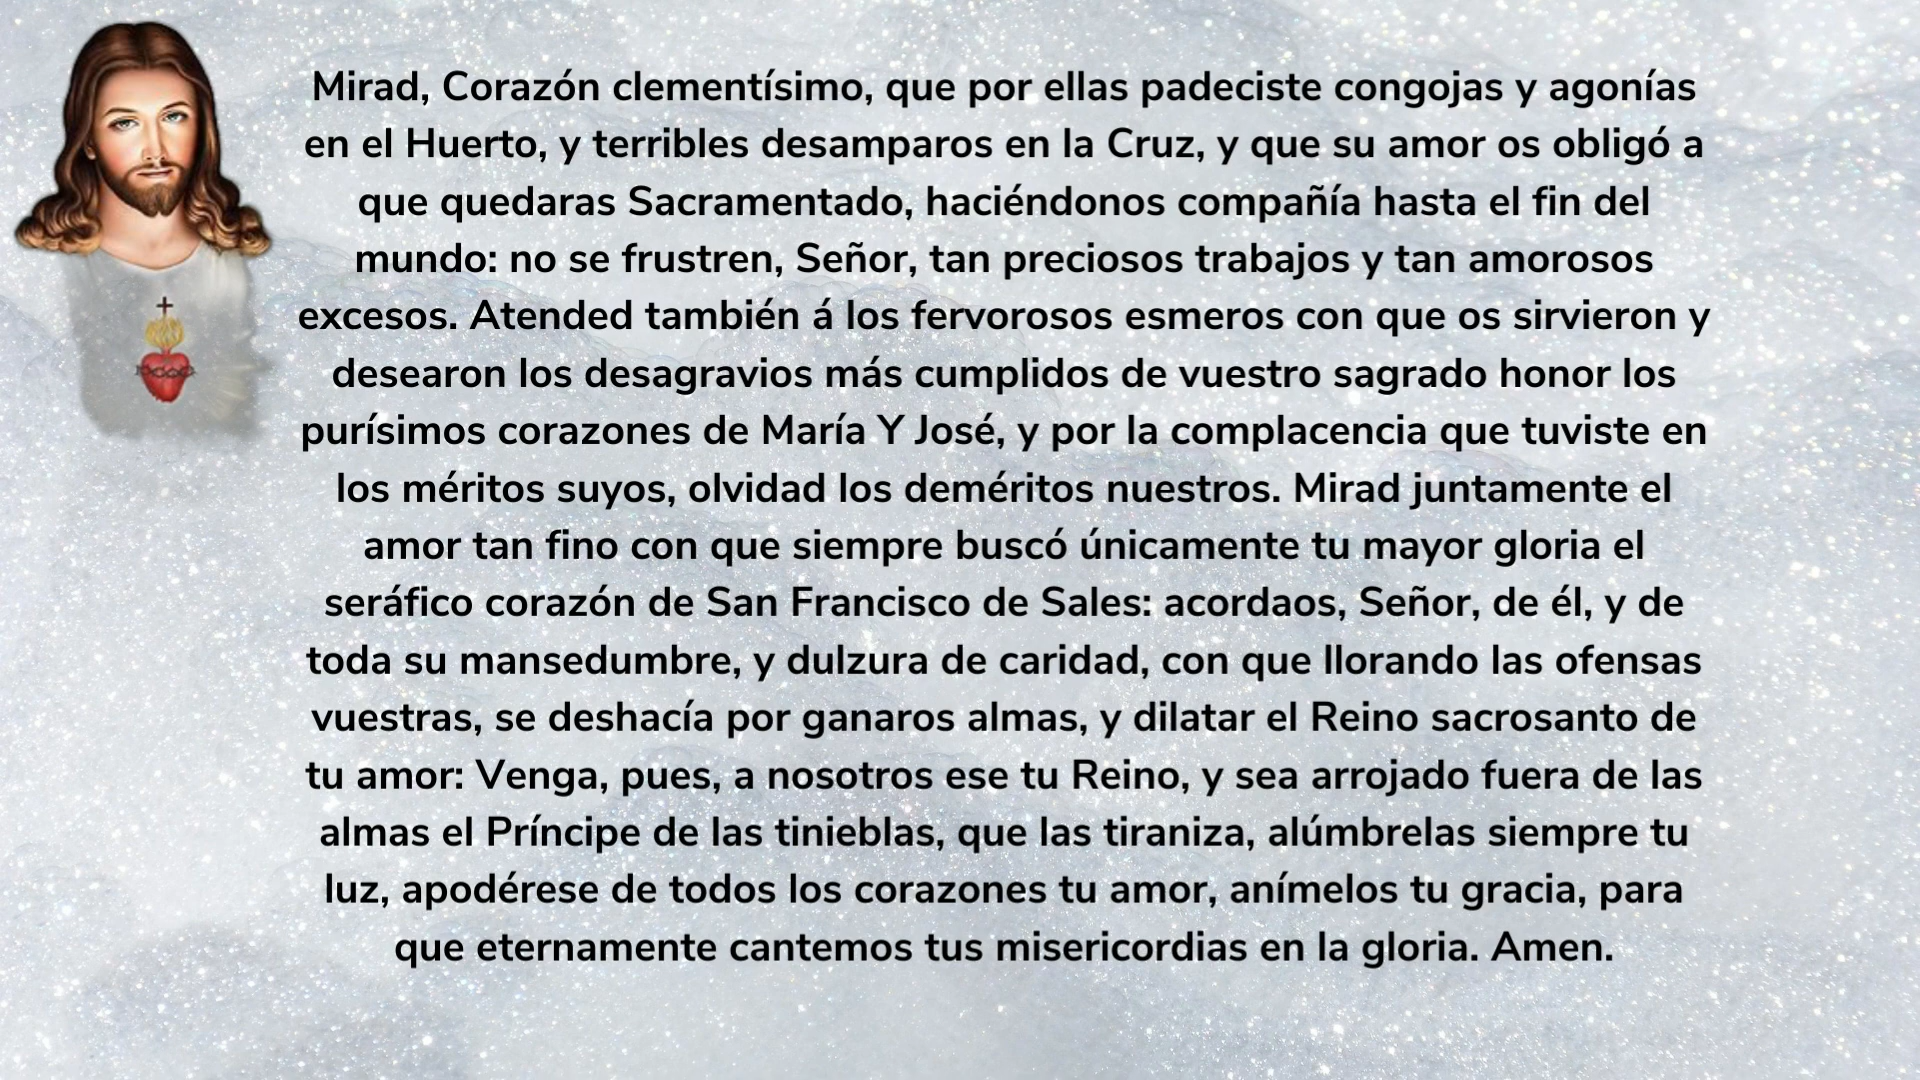 Mirad, Corazón clementísimo, que por ellas padeciste congojas y agonías
en el Huerto, y terribles desamparos en la Cruz, y que su amor os obligó a
que quedaras Sacramentado, haciéndonos compañía hasta el fin del
mundo: no se frustren, Señor, tan preciosos trabajos y tan amorosos
excesos. Atended también á los fervorosos esmeros con que os sirvieron y
desearon los desagravios más cumplidos de vuestro sagrado honor los
purísimos corazones de María Y José, y por la complacencia que tuviste en
los méritos suyos, olvidad los deméritos nuestros. Mirad juntamente el
amor tan fino con que siempre buscó únicamente tu mayor gloria el
seráfico corazón de San Francisco de Sales: acordaos, Señor, de él, y de
toda su mansedumbre, y dulzura de caridad, con que llorando las ofensas
vuestras, se deshacía por ganaros almas, y dilatar el Reino sacrosanto de
tu amor: Venga, pues, a nosotros ese tu Reino, y sea arrojado fuera de las
almas el Príncipe de las tinieblas, que las tiraniza, alúmbrelas siempre tu
luz, apodérese de todos los corazones tu amor, anímelos tu gracia, para
que eternamente cantemos tus misericordias en la gloria. Amen.